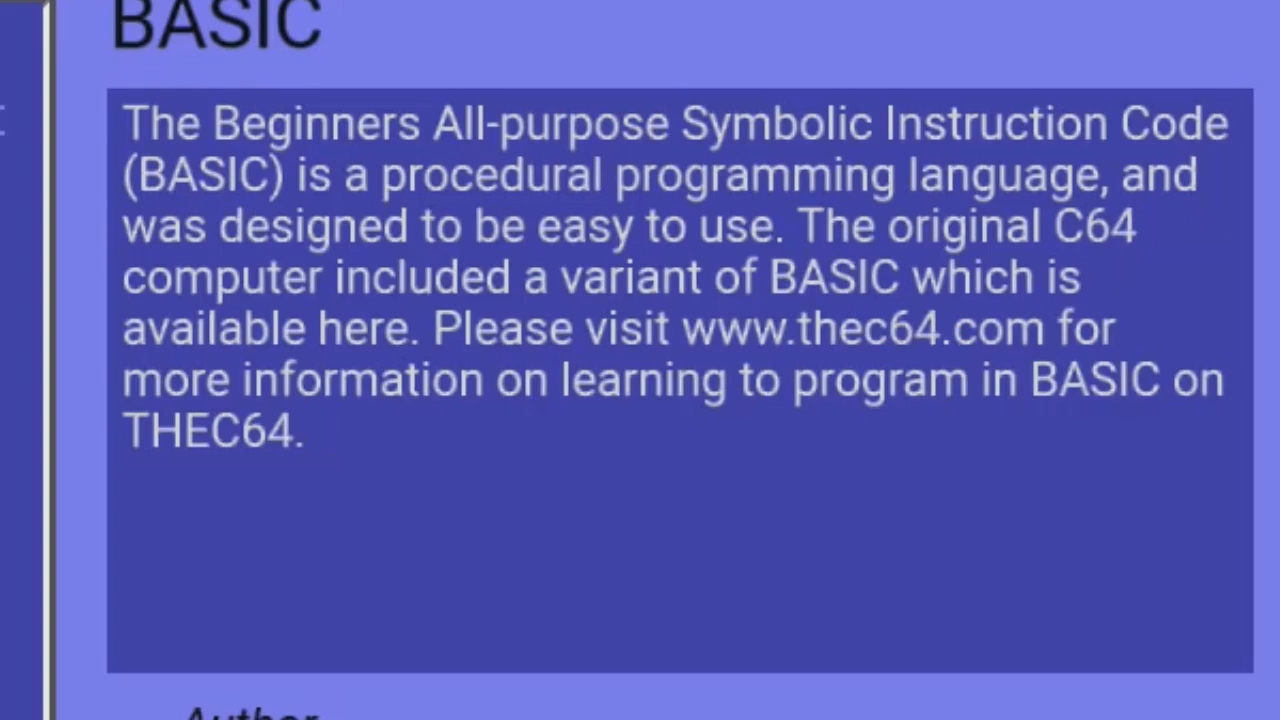 BASIC
The Beginners All-purpose Symbolic Instruction Code
(BASIC) is a procedural programming language, and
was designed to be easy to use. The original C64
computer included a variant of BASIC which is
available here. Please visit www.thec64.com for
more information on learning to program in BASIC on
THEC64.
Author